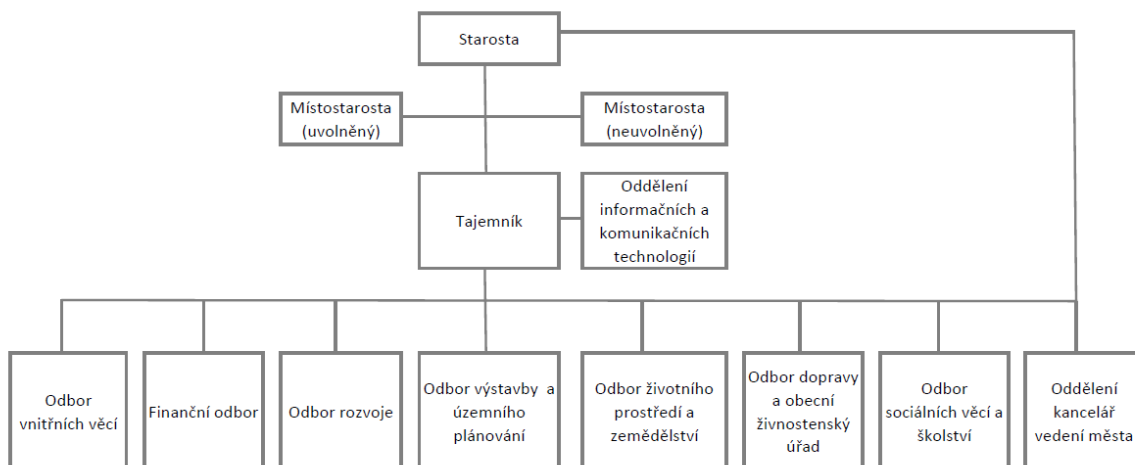 Starosta
Místostarosta
(uvolněný)
Místostarosta
(neuvolněný)
Tajemník
Oddělení
informačních a
komunikačních
technologií
Odbor
vnitřních věcí
Finanční odbor
Odbor rozvoje
Odbor výstavby a
územního
plánování
Odbor životního
prostředí a
zemědělství
Odbor dopravy
a obecní
živnostenský
úřad
Odbor
sociálních věcí a
školství
Oddělení
kancelář
vedení města